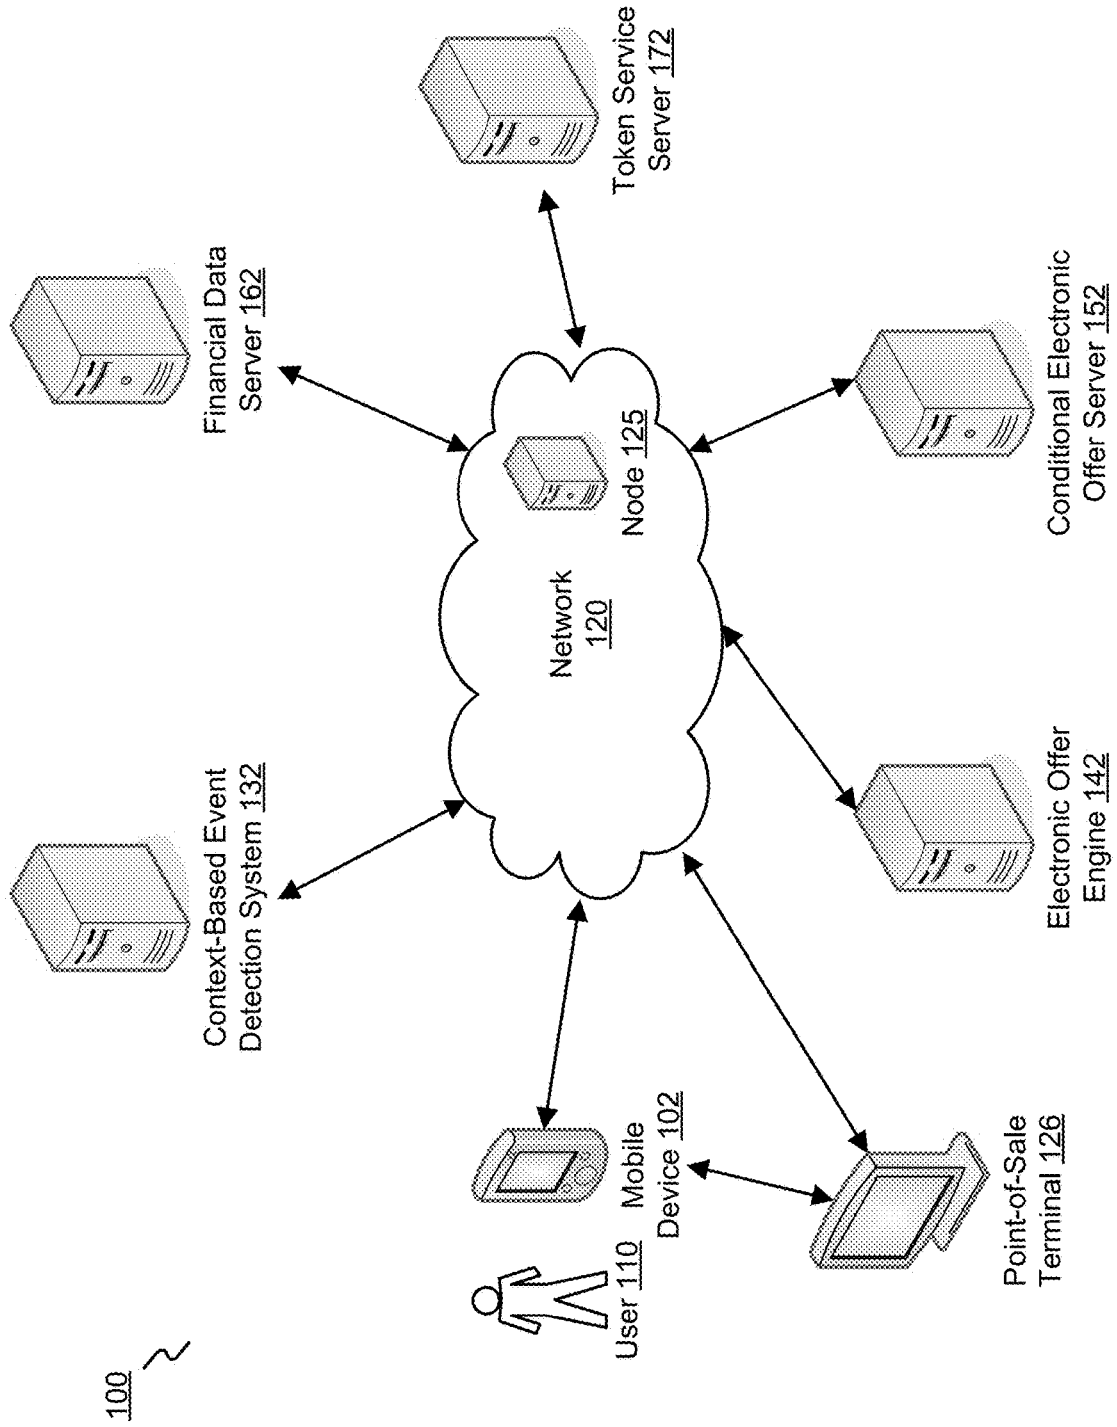 100
Context-Based Event
Detection System 132
Financial Data
Server 162
User 110
Mobile
Device 102
Network
120
Node 125
Token Service
Server 172
Point-of-Sale
Terminal 126
Electronic Offer
Engine 142
Conditional Electronic
Offer Server 152